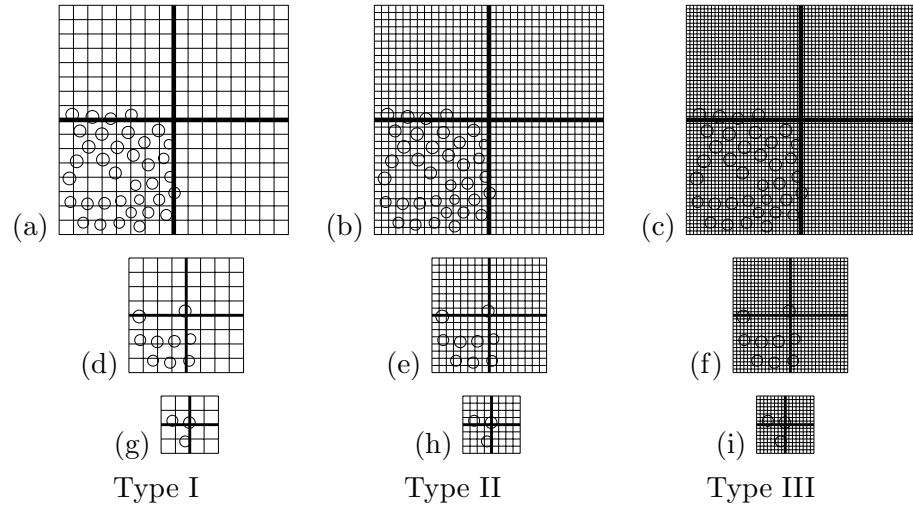 (a) (b) (c)
(d) (e) (f)
(g) (h) (i)
Type I Type II Type III